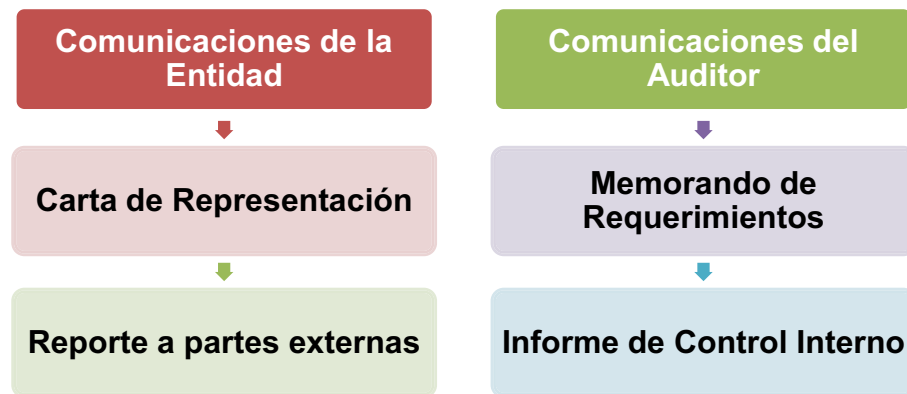 Comunicaciones de la
Entidad
Carta de Representación
Reporte a partes externas
Comunicaciones del
Auditor
Memorando de
Requerimientos
Informe de Control Interno